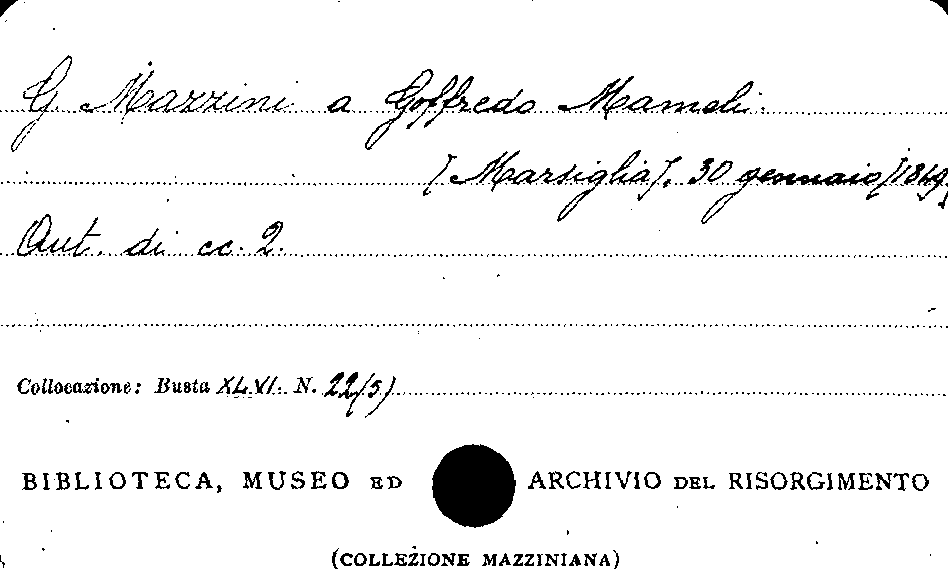 G. Mazzini a Goffredo Mameli.
[Marsiglia], 30 gennaio [1849]
Aut. di cc. 2.
Collocazione: Busta XLVI. N. 22(5)
BIBLIOTECA, MUSEO ED ARCHIVIO DEL RISORGIMENTO
(COLLEZIONE MAZZINIANA)